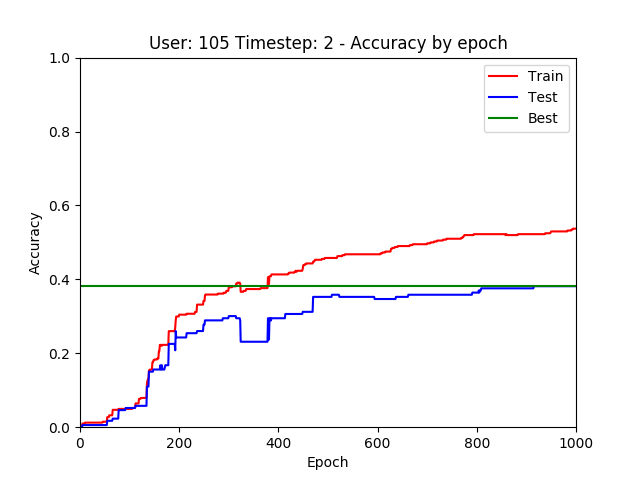 User: 105 Timestep: 2 - Accuracy by epoch
1.0
0.8
0.6
0.4
0.2
0.0
Accuracy
Train
Test
Best
0 200 400 600 800 1000
Epoch